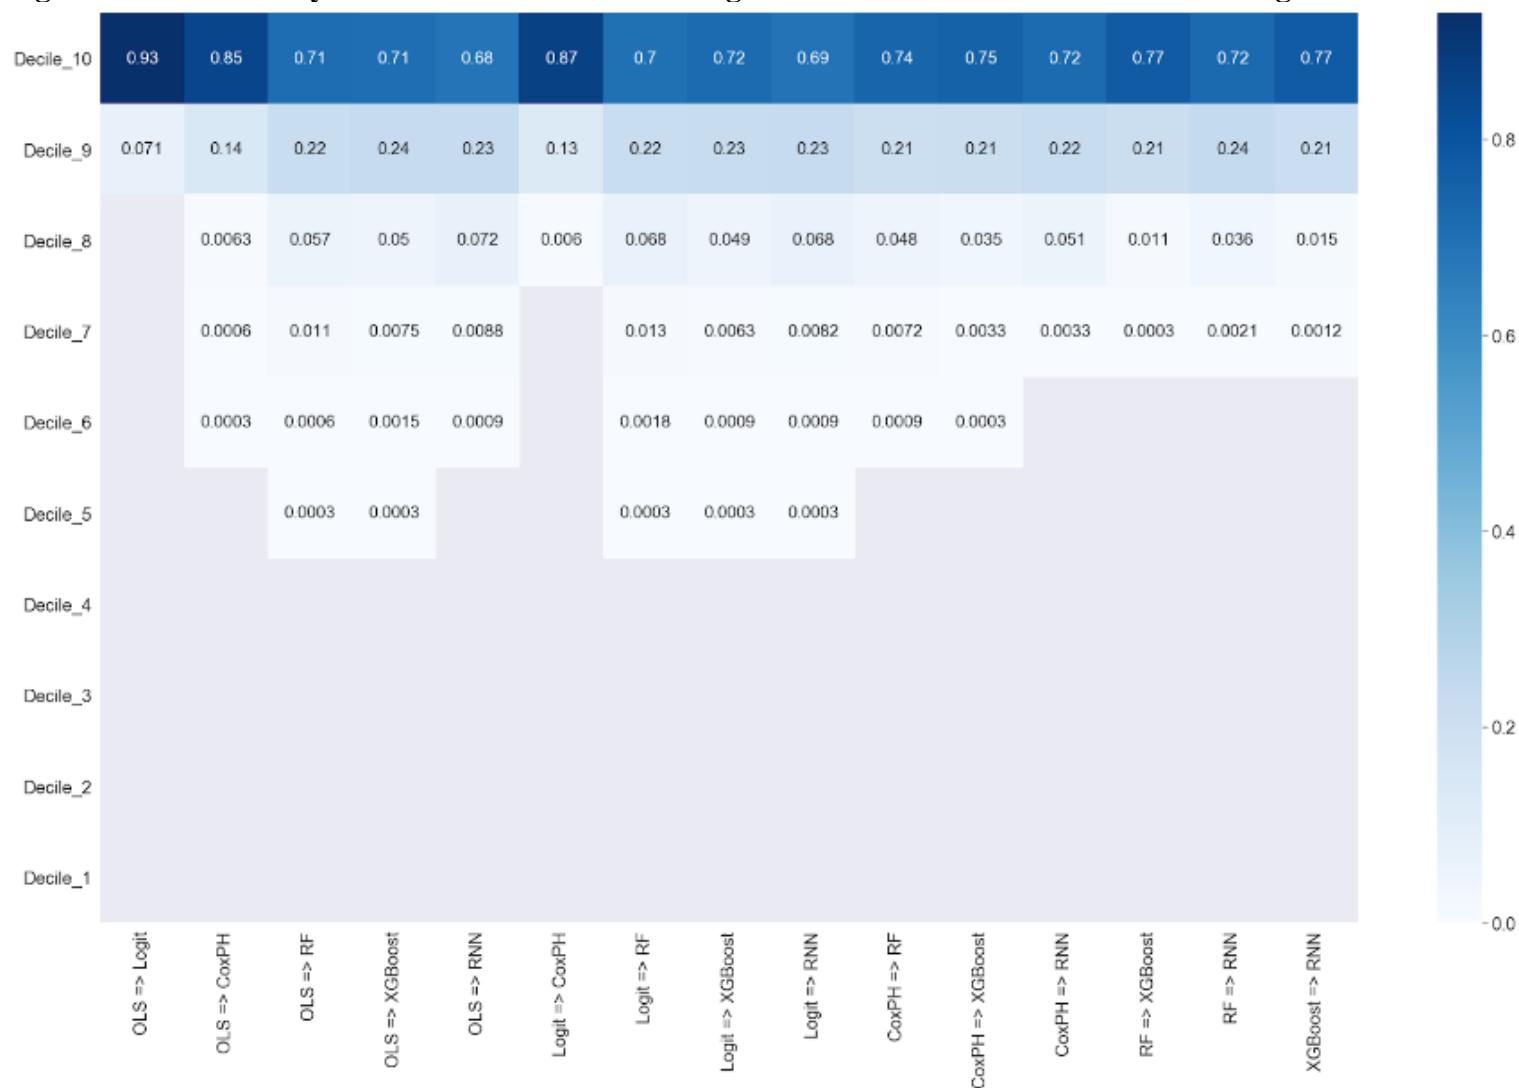 Decile_10 0.93 0.85 0.71 0.71 0.68 0.87 0.7 0.72 0.69 0.74 0.75 0.72 0.77 0.72 0.77
Decile_9 0.071 0.14 0.22 0.24 0.23 0.13 0.22 0.23 0.23 0.21 0.21 0.22 0.21 0.24 0.21
Decile_8 0.0063 0.057 0.05 0.072 0.006 0.068 0.049 0.068 0.048 0.035 0.051 0.011 0.036 0.015
Decile_7 0.0006 0.011 0.0075 0.0088 0.013 0.0063 0.0082 0.0072 0.0033 0.0033 0.0003 0.0021 0.0012
Decile_6 0.0003 0.0006 0.0015 0.0009 0.0018 0.0009 0.0009 0.0009 0.0003
Decile_5 0.0003 0.0003 0.0003 0.0003 0.0003
Decile_4
Decile_3
Decile_2
Decile_1
OLS => Logit
OLS => CoxPH
OLS => RF
OLS => XGBoost
OLS => RNN
Logit => CoxPH
Logit => RF
Logit => XGBoost
Logit => RNN
CoxPH => RF
CoxPH => XGBoost
CoxPH => RNN
RF => XGBoost
RF => RNN
XGBoost => RNN
0.8
0.6
0.4
0.2
0.0